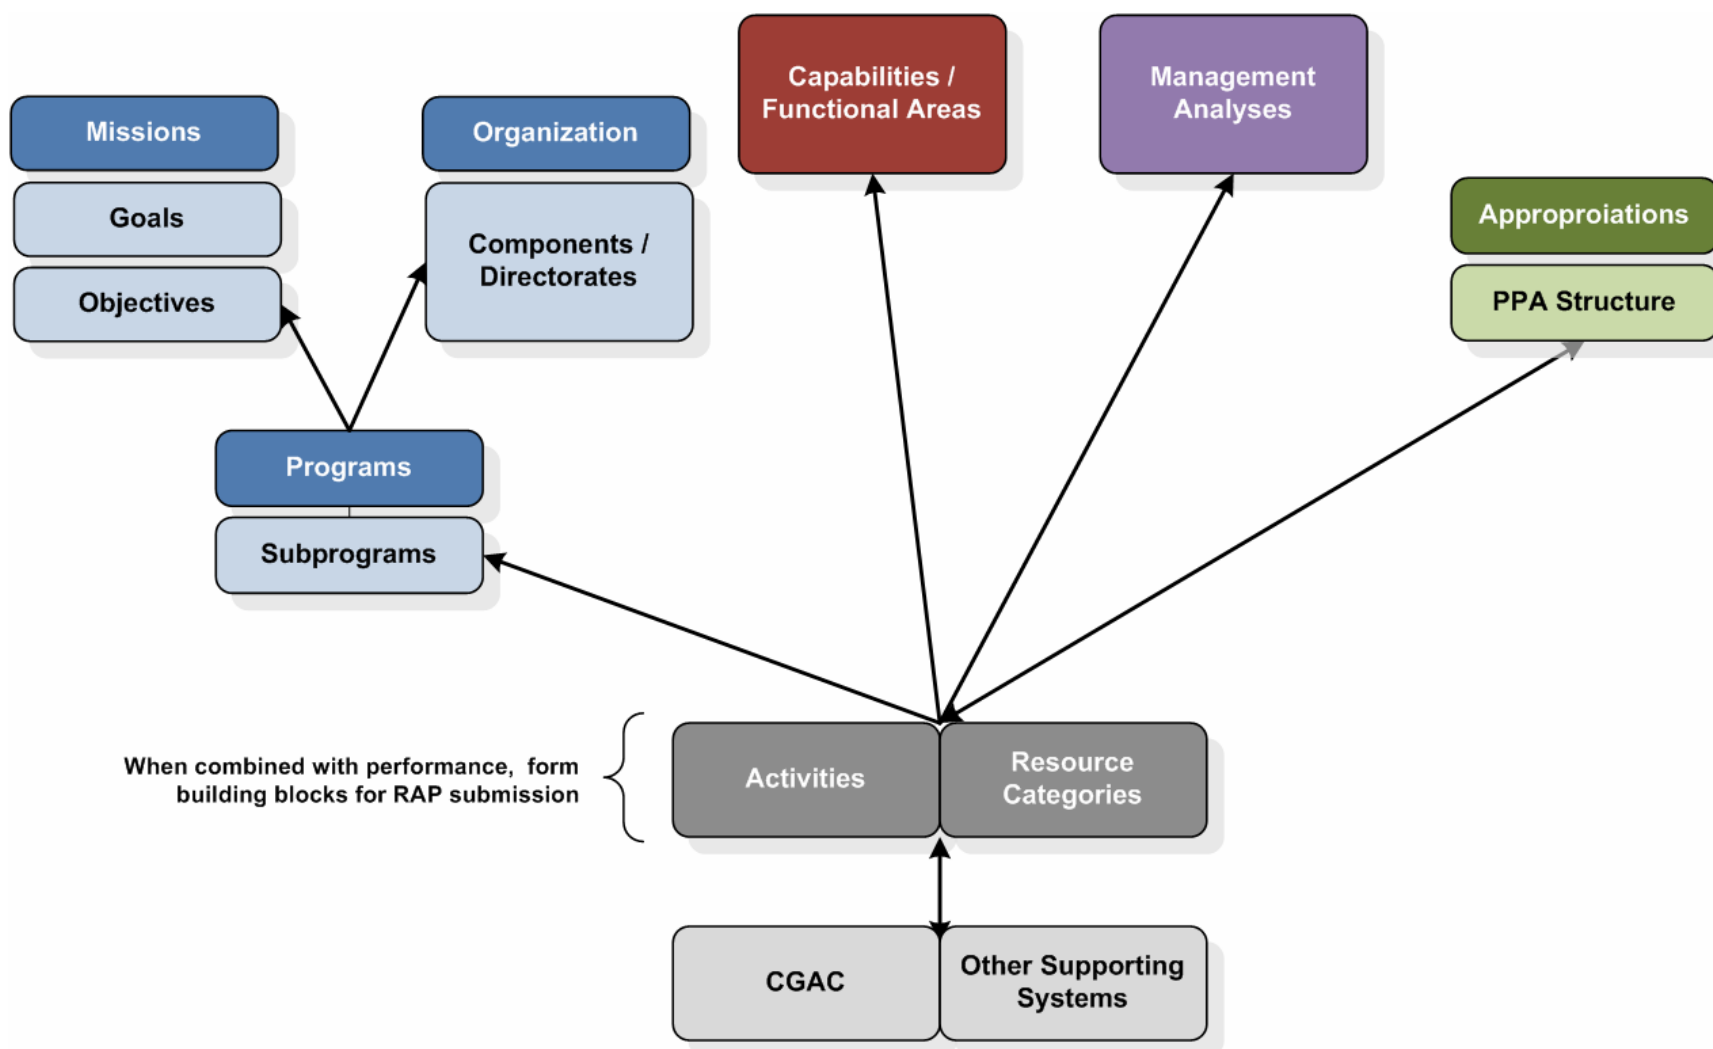 Capabilities /
Functional Areas
Management
Analyses
Missions
Organization
Goals
Components /
Directorates
Objectives
Approproiations
PPA Structure
Programs
Subprograms
When combined with performance,  form
building blocks for RAP submission
Activities
Resource
Categories
CGAC
Other Supporting
Systems